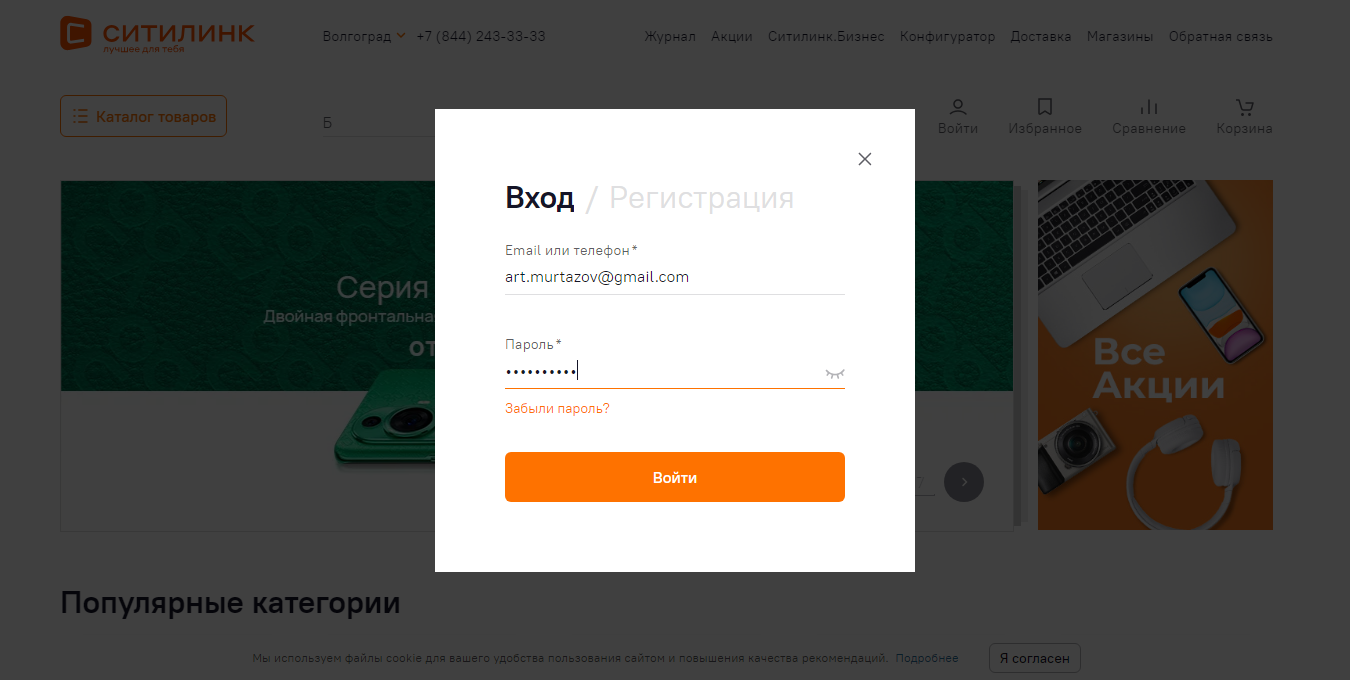 СИТИЛИНК
лучшее для тебя
Волгоград +7 (844) 243-33-33
Журнал Акции Ситилинк.Бизнес Конфигуратор Доставка Магазины Обратная связь
Каталог товаров
Б
Войти Избранное Сравнение Корзина
Вход / Регистрация
Email или телефон*
art.murtazov@gmail.com
Пароль*
••••••••••
Забыли пароль?
Войти
Серия
Двойная фронтальна
от
Все
Акции
7
Популярные категории
Мы используем файлы cookie для вашего удобства пользования сайтом и повышения качества рекомендаций. Подробнее
Я согласен